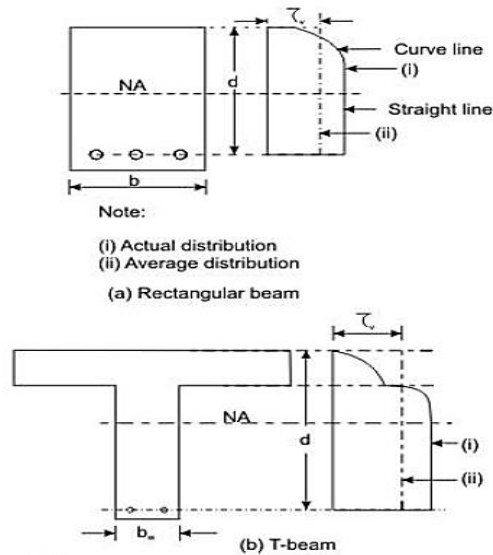 τv
Curve line
(i)
NA
d
Straight line
(ii)
b
Note:
(i) Actual distribution
(ii) Average distribution
(a) Rectangular beam
τv
NA
d
(i)
(ii)
bw
(b) T-beam